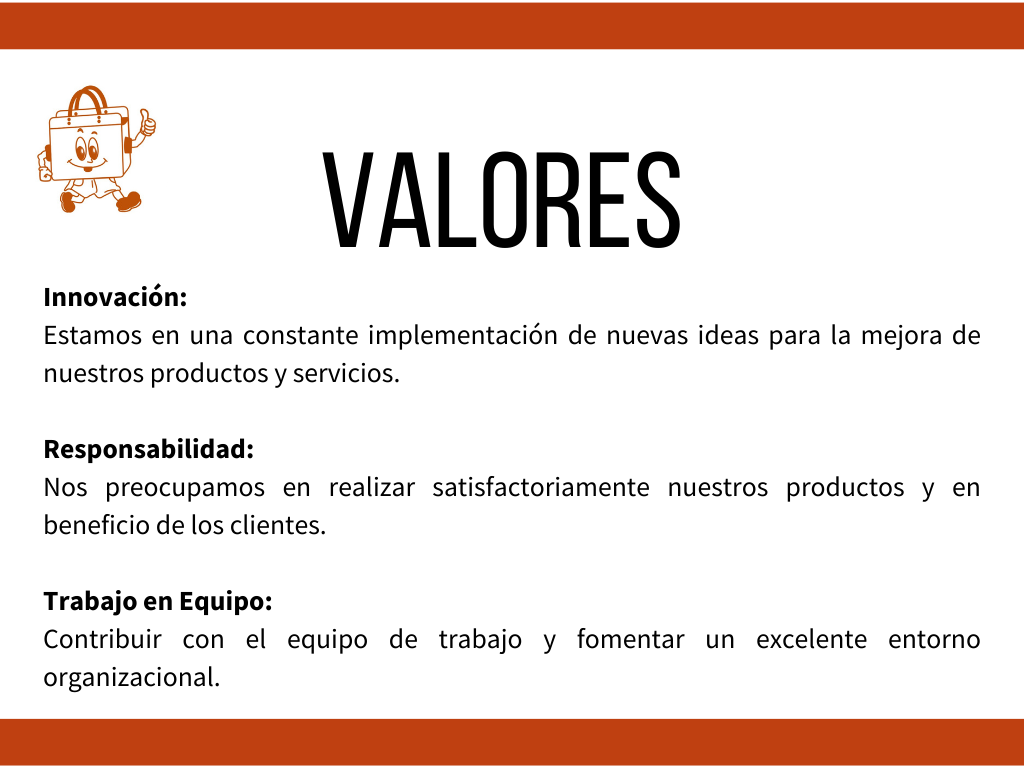 VALORES
Innovación:
Estamos en una constante implementación de nuevas ideas para la mejora de
nuestros productos y servicios.
Responsabilidad:
Nos preocupamos en realizar satisfactoriamente nuestros productos y en
beneficio de los clientes.
Trabajo en Equipo:
Contribuir con el equipo de trabajo y fomentar un excelente entorno
organizacional.